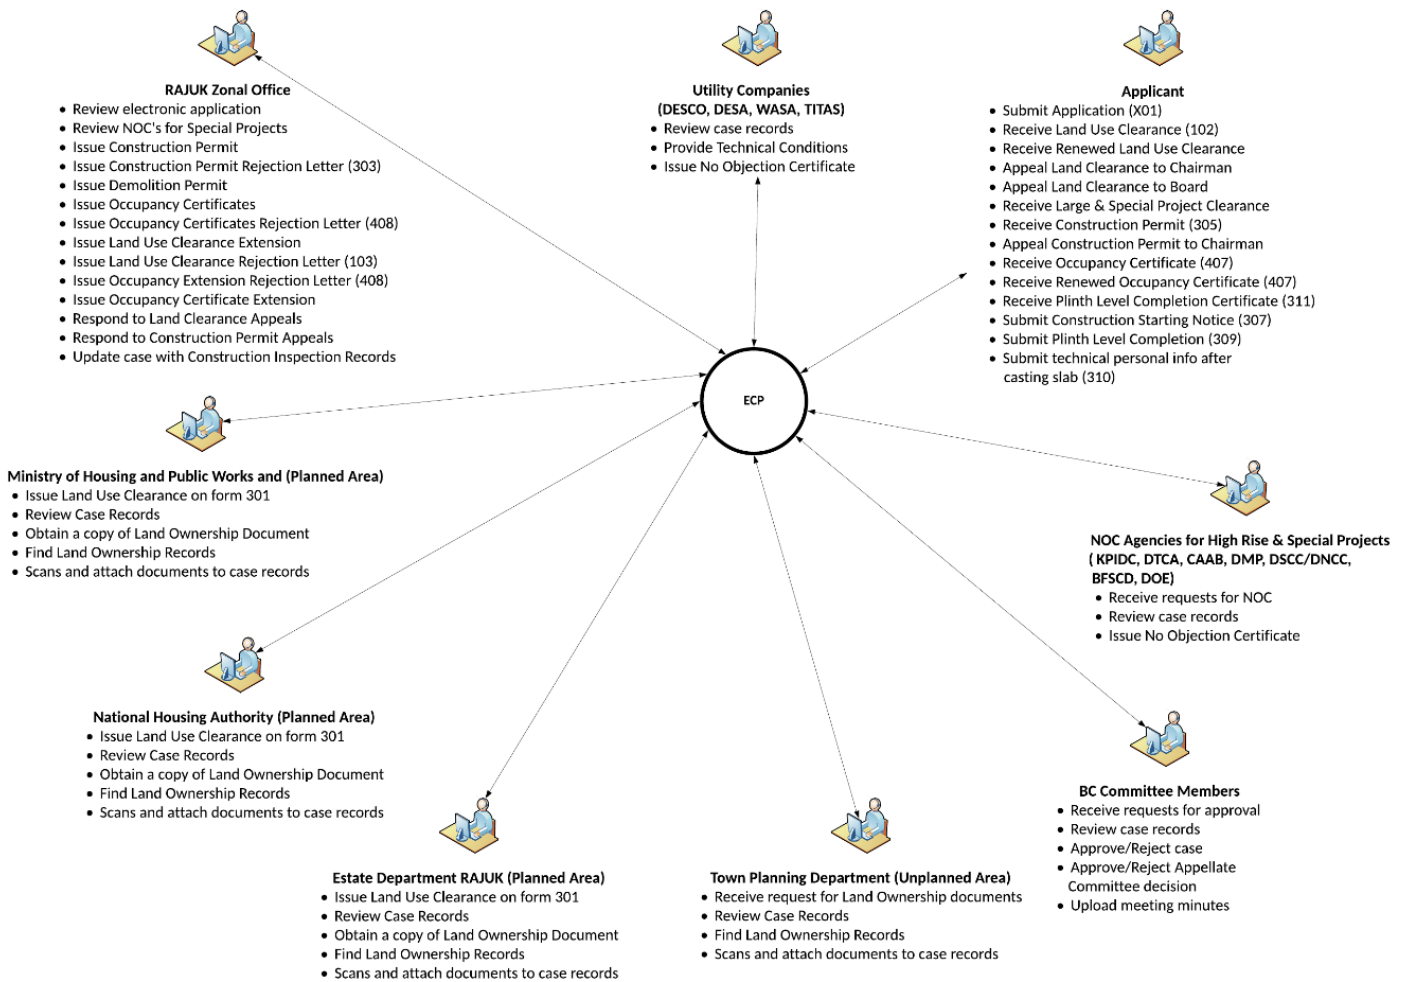 RAJUK Zonal Office
• Review electronic application
• Review NOC's for Special Projects
• Issue Construction Permit
• Issue Construction Permit Rejection Letter (303)
• Issue Demolition Permit
• Issue Occupancy Certificates
• Issue Occupancy Certificates Rejection Letter (408)
• Issue Land Use Clearance Extension
• Issue Land Use Clearance Rejection Letter (103)
• Issue Occupancy Extension Rejection Letter (408)
• Issue Occupancy Certificate Extension
• Respond to Land Clearance Appeals
• Respond to Construction Permit Appeals
• Update case with Construction Inspection Records
Utility Companies
(DESCO, DESA, WASA, TITAS)
• Review case records
• Provide Technical Conditions
• Issue No Objection Certificate
Applicant
• Submit Application (X01)
• Receive Land Use Clearance (102)
• Receive Renewed Land Use Clearance
• Appeal Land Clearance to Chairman
• Appeal Land Clearance to Board
• Receive Large & Special Project Clearance
• Receive Construction Permit (305)
• Appeal Construction Permit to Chairman
• Receive Occupancy Certificate (407)
• Receive Renewed Occupancy Certificate (407)
• Receive Plinth Level Completion Certificate (311)
• Submit Construction Starting Notice (307)
• Submit Plinth Level Completion (309)
• Submit technical personal info after
casting slab (310)
ECP
Ministry of Housing and Public Works and (Planned Area)
• Issue Land Use Clearance on form 301
• Review Case Records
• Obtain a copy of Land Ownership Document
• Find Land Ownership Records
• Scans and attach documents to case records
NOC Agencies for High Rise & Special Projects
( KPIDC, DTCA, CAAB, DMP, DSCC/DNCC,
BFSCD, DOE)
• Receive requests for NOC
• Review case records
• Issue No Objection Certificate
National Housing Authority (Planned Area)
• Issue Land Use Clearance on form 301
• Review Case Records
• Obtain a copy of Land Ownership Document
• Find Land Ownership Records
• Scans and attach documents to case records
BC Committee Members
• Receive requests for approval
• Review case records
• Approve/Reject case
• Approve/Reject Appellate
Committee decision
• Upload meeting minutes
Estate Department RAJUK (Planned Area)
• Issue Land Use Clearance on form 301
• Review Case Records
• Obtain a copy of Land Ownership Document
• Find Land Ownership Records
• Scans and attach documents to case records
Town Planning Department (Unplanned Area)
• Receive request for Land Ownership documents
• Review Case Records
• Find Land Ownership Records
• Scans and attach documents to case records